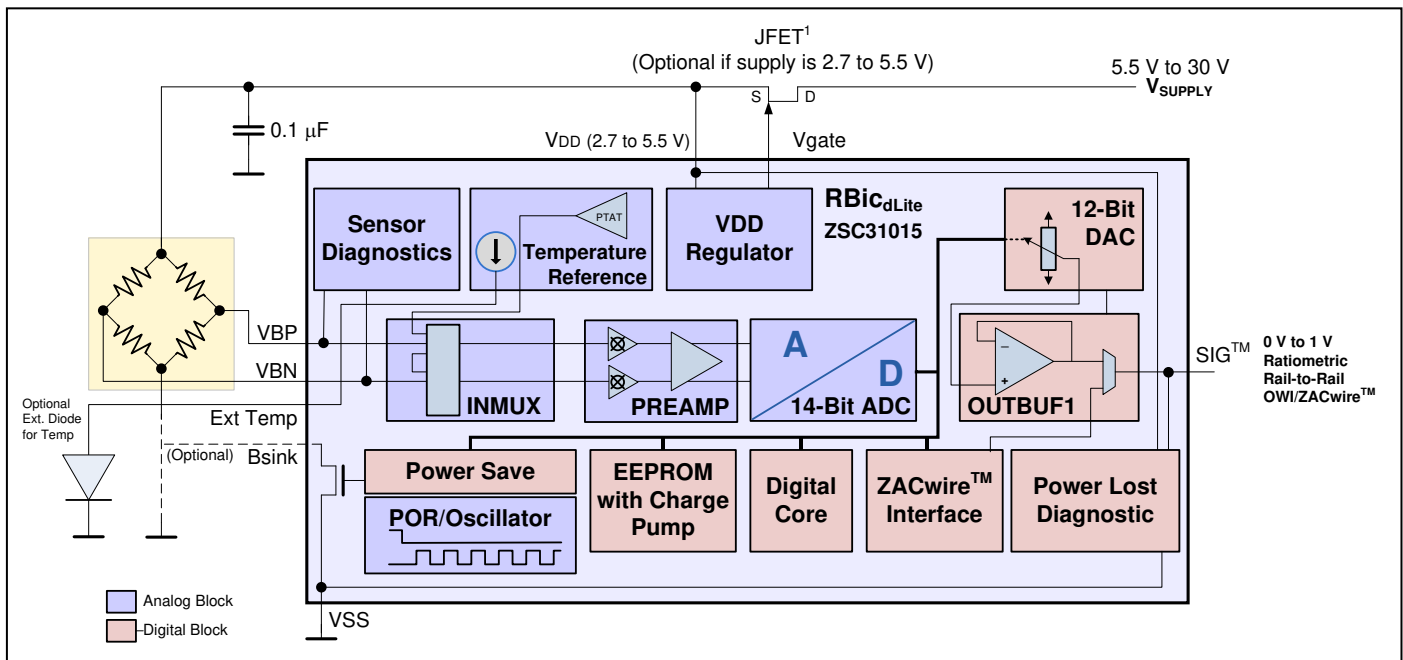 JFET¹
(Optional if supply is 2.7 to 5.5 V)
5.5 V to 30 V
VSUPPLY
S
D
0.1 μF
VDD (2.7 to 5.5 V)
Vgate
Sensor
Diagnostics
PTAT
Temperature
Reference
VDD
Regulator
RBicdLite
ZSC31015
12-Bit
DAC
VBP
VBN
INMUX
PREAMP
A
D
14-Bit ADC
−
+
OUTBUF1
SIG™
0 V to 1 V
Ratiometric
Rail-to-Rail
OWI/ZACwire™
Optional
Ext. Diode
for Temp
Ext Temp
(Optional)
Bsink
Power Save
POR/Oscillator
EEPROM
with Charge
Pump
Digital
Core
ZACwire™
Interface
Power Lost
Diagnostic
Analog Block
Digital Block
VSS